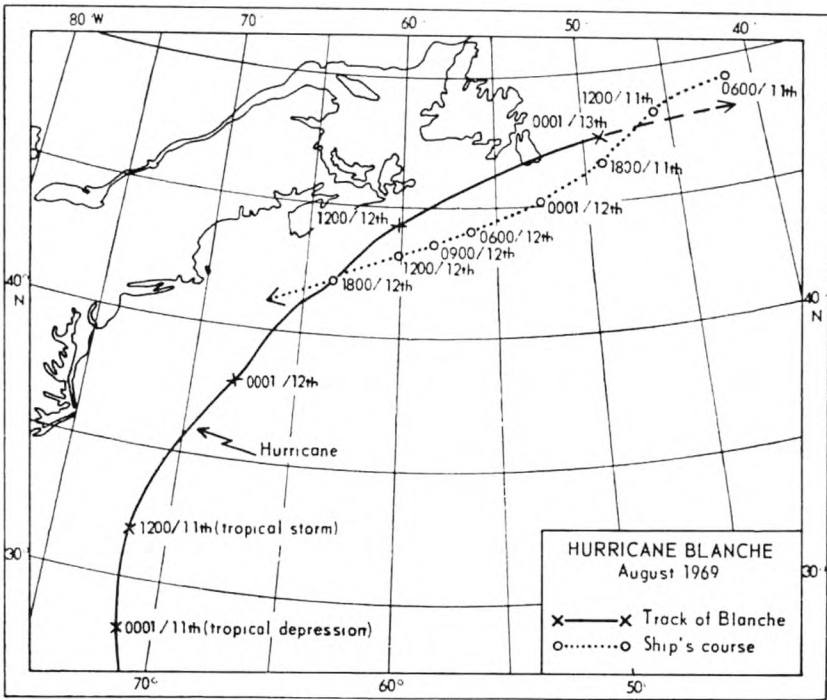 80° W
70°
60°
50°
40°
1200/11th
0600/11th
0001/13th
1800/11th
1200/12th
0001/12th
0600/12th
0900/12th
1200/12th
1800/12th
40°
N
40°
N
0001/12th
Hurricane
1200/11th (tropical storm)
30°
30°
0001/11th (tropical depression)
HURRICANE BLANCHE
August 1969
x——x Track of Blanche
o........o Ship's course
70°
60°
50°